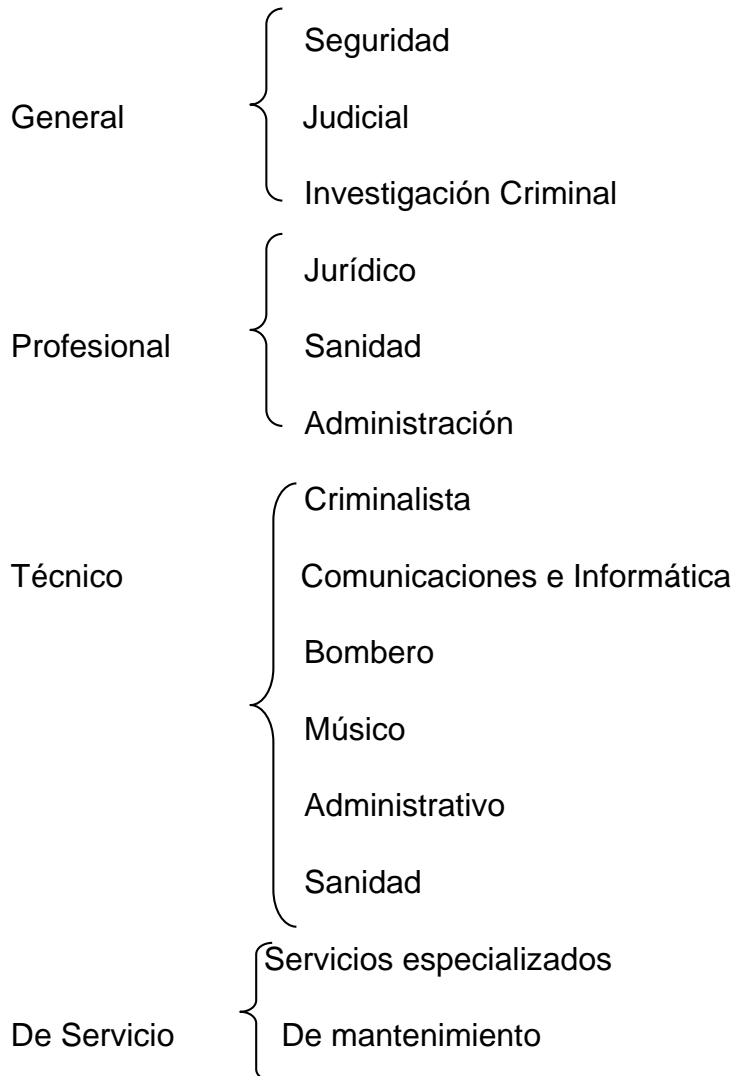 Seguridad
General Judicial
Investigación Criminal
Jurídico
Profesional Sanidad
Administración
Criminalista
Técnico Comunicaciones e Informática
Bombero
Músico
Administrativo
Sanidad
Servicios especializados
De Servicio De mantenimiento